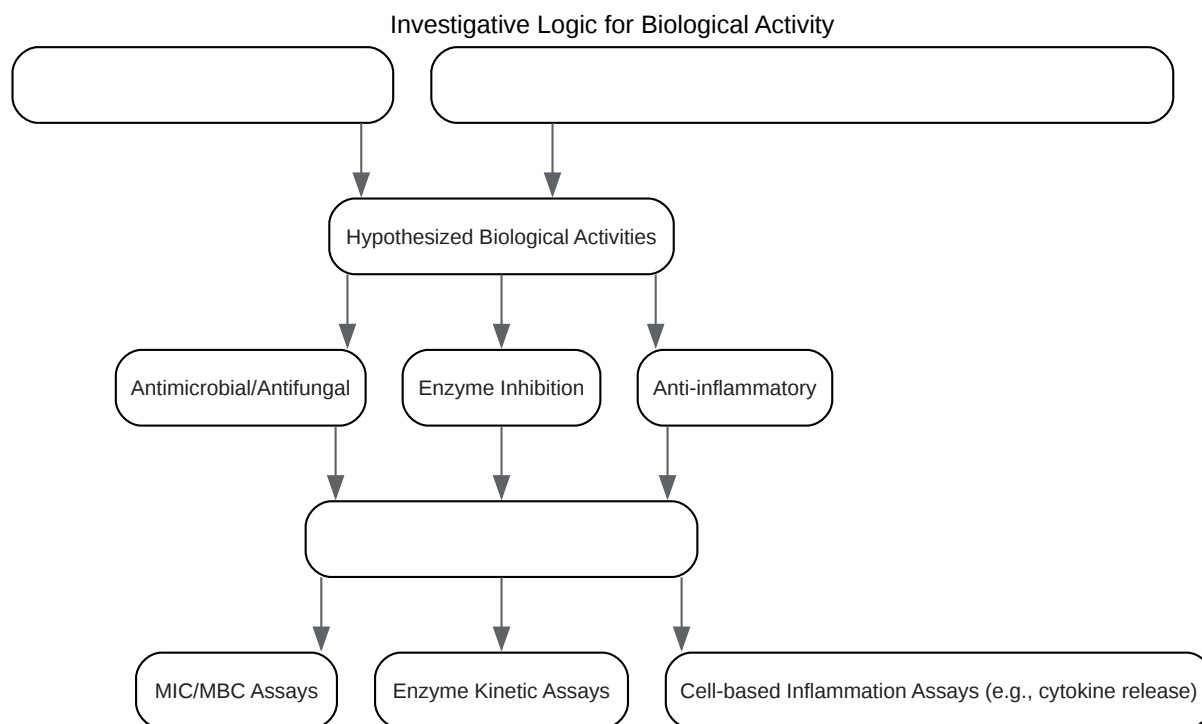 Investigative Logic for Biological Activity
Hypothesized Biological Activities
Antimicrobial/Antifungal
Enzyme Inhibition
Anti-inflammatory
MIC/MBC Assays
Enzyme Kinetic Assays
Cell-based Inflammation Assays (e.g., cytokine release)